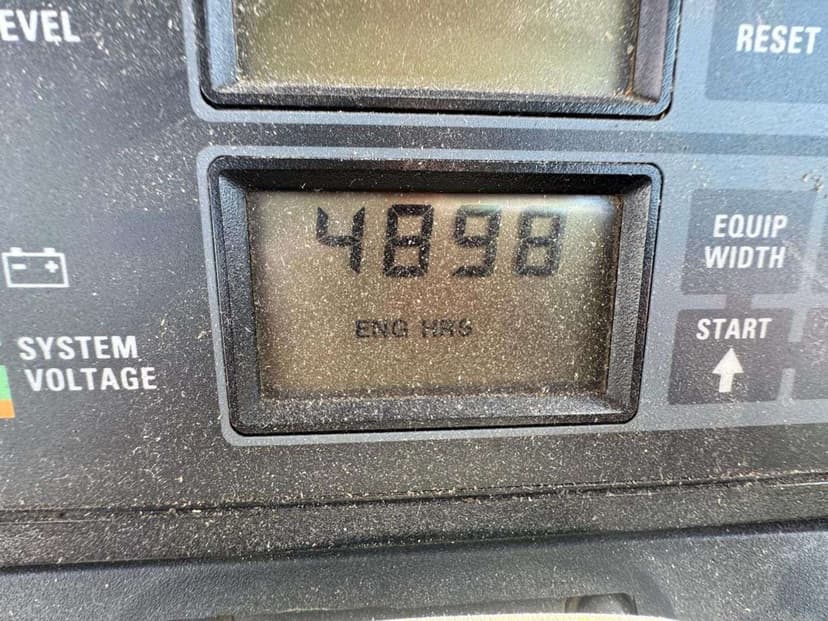 EVEL
RESET
4898
ENG HRS
EQUIP
WIDTH
START
SYSTEM
VOLTAGE